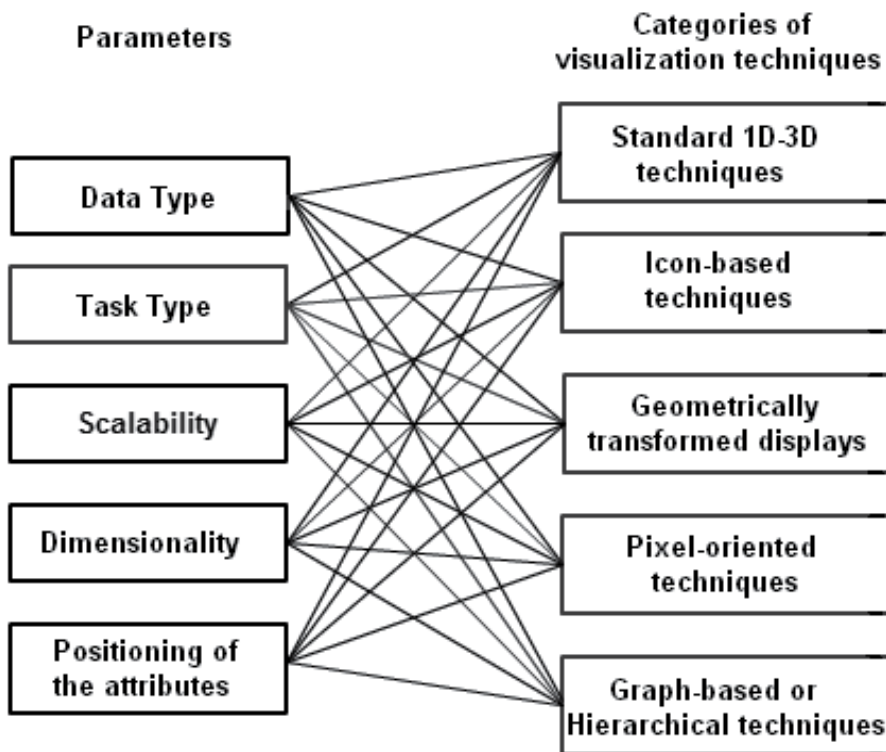 Parameters
Categories of
visualization techniques
Data Type
Task Type
Scalability
Dimensionality
Positioning of
the attributes
Standard 1D-3D
techniques
Icon-based
techniques
Geometrically
transformed displays
Pixel-oriented
techniques
Graph-based or
Hierarchical techniques